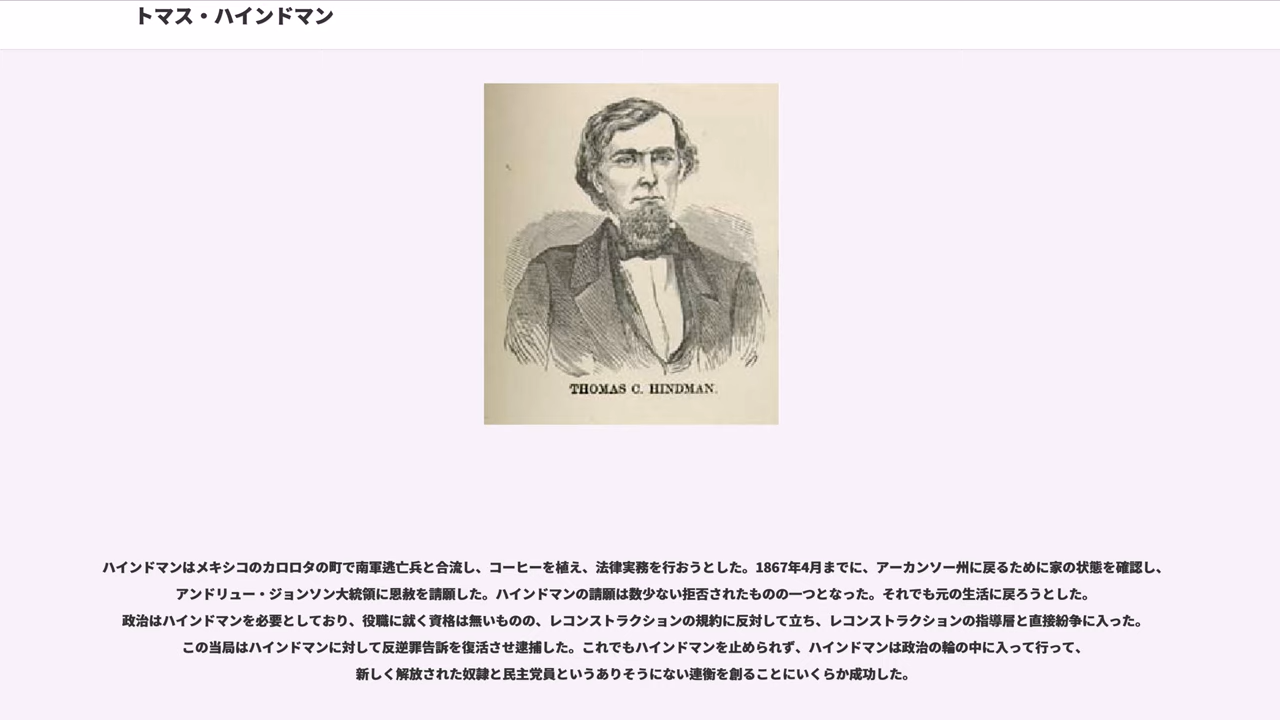 トマス・ハインドマン
THOMAS C. HINDMAN.
ハインドマンはメキシコのカロロタの町で南軍逃亡兵と合流し、コーヒーを植え、法律実務を行おうとした。1867年4月までに、アーカンソー州に戻るために家の状態を確認し、
アンドリュー・ジョンソン大統領に恩赦を請願した。ハインドマンの請願は数少ない拒否されたものの一つとなった。それでも元の生活に戻ろうとした。
政治はハインドマンを必要としており、役職に就く資格は無いものの、レコンストラクションの規約に反対して立ち、レコンストラクションの指導層と直接紛争に入った。
この当局はハインドマンに対して反逆罪告訴を復活させ逮捕した。これでもハインドマンを止められず、ハインドマンは政治の輪の中に入って行って、
新しく解放された奴隷と民主党員というありそうにない連衡を創ることにいくらか成功した。